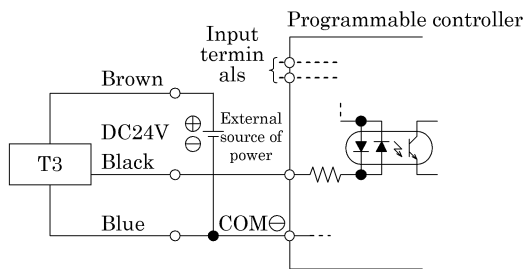 Programmable controller
Input
termin
als
Brown
DC24V
⊕
⊖
External
source of
power
T3
Black
Blue
COM⊖